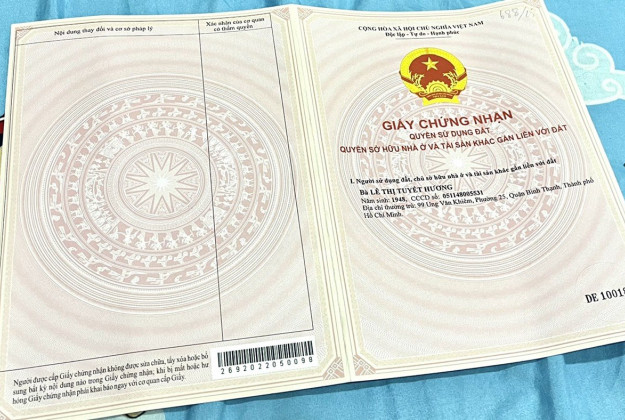 Nội dung thay đổi và cơ sở pháp lý
Xác nhận của cơ quan
có thẩm quyền
Người được cấp Giấy chứng nhận không được sửa chữa, tẩy xóa hoặc bổ
sung bất kỳ nội dung nào trong Giấy chứng nhận; khi bị mất hoặc hư
hỏng Giấy chứng nhận phải khai báo ngay với cơ quan cấp Giấy.
2692022050098
CỘNG HÒA XÃ HỘI CHỦ NGHĨA VIỆT NAM
Độc lập - Tự do - Hạnh phúc
GIẤY CHỨNG NHẬN
QUYỀN SỬ DỤNG ĐẤT
QUYỀN SỞ HỮU NHÀ Ở VÀ TÀI SẢN KHÁC GẮN LIỀN VỚI ĐẤT
I. Người sử dụng đất, chủ sở hữu nhà ở và tài sản khác gắn liền với đất
Bà LÊ THỊ TUYẾT HƯƠNG
Năm sinh: 1948, CCCD số: 051148005531
Địa chỉ thường trú: 99 Ung Văn Khiêm, Phường 25, Quận Bình Thạnh, Thành phố
Hồ Chí Minh.
DE 10018